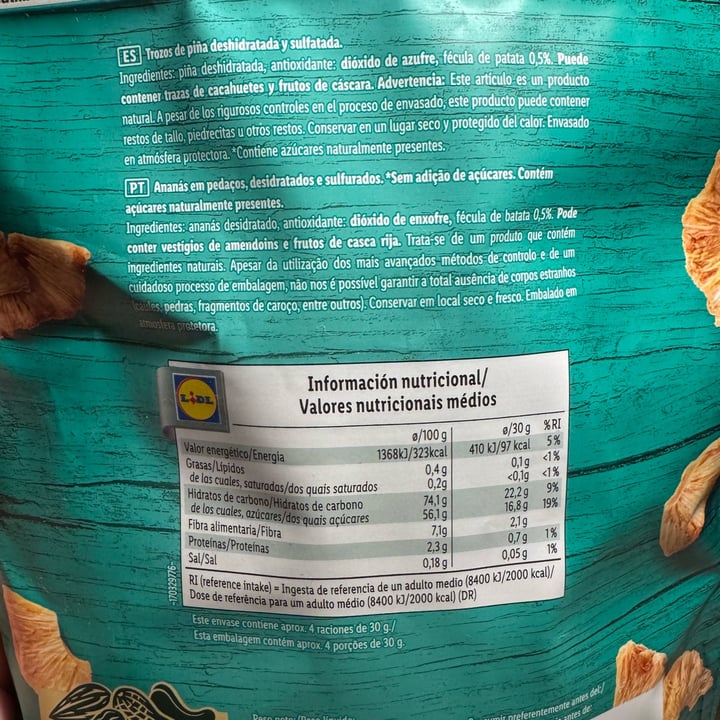 ES Trozos de piña deshidratada y sulfatada.
Ingredientes: piña deshidratada, antioxidante: dióxido de azufre, fécula de patata 0,5%. Puede
contener trazas de cacahuetes y frutos de cáscara. Advertencia: Este artículo es un producto
natural. A pesar de los rigurosos controles en el proceso de envasado, este producto puede contener
restos de tallo, piedrecitas u otros restos. Conservar en un lugar seco y protegido del calor. Envasado
en atmósfera protectora. *Contiene azúcares naturalmente presentes.
PT Ananás em pedaços, desidratados e sulfurados. *Sem adição de açúcares. Contém
açúcares naturalmente presentes.
Ingredientes: ananás desidratado, antioxidante: dióxido de enxofre, fécula de batata 0,5%. Pode
conter vestígios de amendoins e frutos de casca rija. Trata-se de um produto que contém
ingredientes naturais. Apesar da utilização dos mais avançados métodos de controlo e de um
cuidadoso processo de embalagem, não nos é possível garantir a total ausência de corpos estranhos
(caules, pedras, fragmentos de caroço, entre outros). Conservar em local seco e fresco. Embalado em
atmosfera protetora.
LIDL
Información nutricional/
Valores nutricionais médios
ø/100 g ø/30 g %RI
Valor energético/Energia 1368kJ/323kcal 410 kJ/97 kcal 5%
Grasas/Lípidos 0,4 g 0,1g <1%
de las cuales, saturadas/dos quais saturados 0,2g <0,1g <1%
Hidratos de carbono/Hidratos de carbono 74,1 g 22,2 g 9%
de los cuales, azúcares/dos quais açúcares 56,1 g 16,8 g 19%
Fibra alimentaria/Fibra 7,1g 2,1g
Proteínas/Proteínas 2,3 g 0,7g 1%
Sal/Sal 0,18 g 0,05 g 1%
RI (reference intake) = Ingesta de referencia de un adulto medio (8400 kJ/2000 kcal)/
Dose de referência para um adulto médio (8400 kJ/2000 kcal) (DR)
-170329776-
Este envase contiene aprox. 4 raciones de 30 g./
Esta embalagem contém aprox. 4 porções de 30 g.
preferentemente antes del:/
antes de: